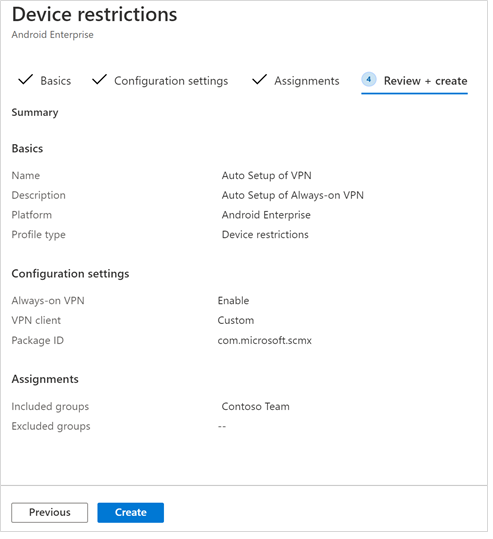 Device restrictions
Android Enterprise
Basics Configuration settings Assignments 4 Review + create
Summary
Basics
Name Auto Setup of VPN
Description Auto Setup of Always-on VPN
Platform Android Enterprise
Profile type Device restrictions
Configuration settings
Always-on VPN Enable
VPN client Custom
Package ID com.microsoft.scmx
Assignments
Included groups Contoso Team
Excluded groups --
Previous Create